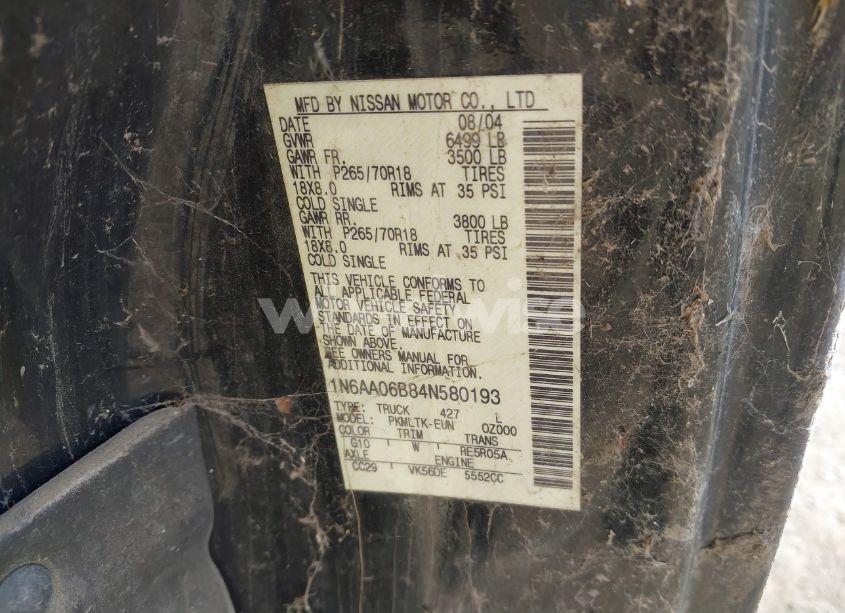 MFD BY NISSAN MOTOR CO., LTD
DATE 08/04
GVWR 6499 LB
GAWR FR. 3500 LB
WITH P265/70R18 TIRES
18X8.0 RIMS AT 35 PSI
COLD SINGLE
GAWR RR. 3800 LB
WITH P265/70R18 TIRES
18X8.0 RIMS AT 35 PSI
COLD SINGLE
THIS VEHICLE CONFORMS TO
ALL APPLICABLE FEDERAL
MOTOR VEHICLE SAFETY
STANDARDS IN EFFECT ON
THE DATE OF MANUFACTURE
SHOWN ABOVE.
SEE OWNERS MANUAL FOR
ADDITIONAL INFORMATION.
1N6AA06B84N580193
TYPE: TRUCK 427 L
MODEL: PKMLTK-EUN 0Z000
COLOR TRIM TRANS
G10 W RE5R05A
AXLE ENGINE
CC29 VK56DE 5552CC